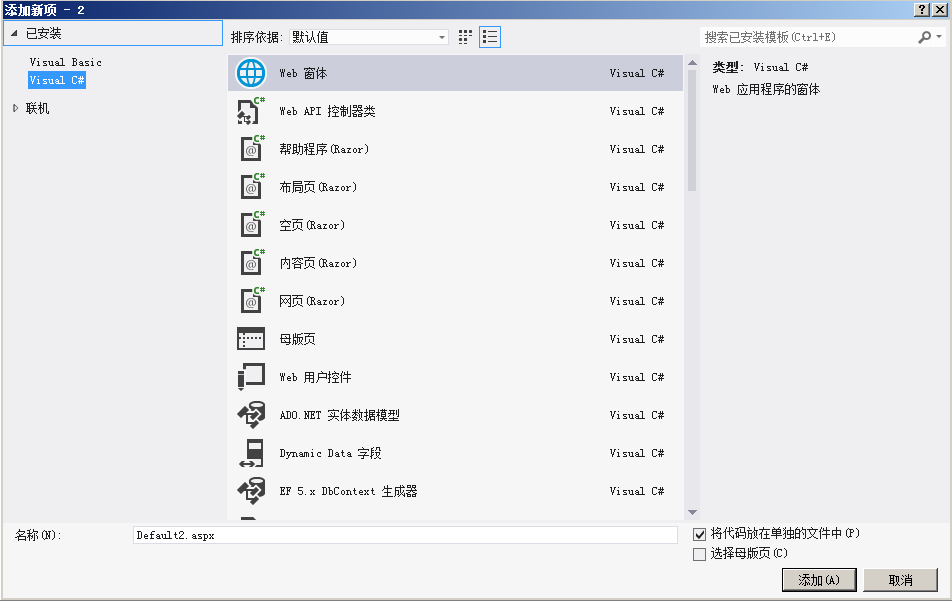 添加新项 - 2
已安装
Visual Basic
Visual C#
联机
排序依据: 默认值
Web 窗体 Visual C#
Web API 控制器类 Visual C#
帮助程序(Razor) Visual C#
布局页(Razor) Visual C#
空页(Razor) Visual C#
内容页(Razor) Visual C#
网页(Razor) Visual C#
母版页 Visual C#
Web 用户控件 Visual C#
ADO.NET 实体数据模型 Visual C#
Dynamic Data 字段 Visual C#
EF 5.x DbContext 生成器 Visual C#
搜索已安装模板(Ctrl+E)
类型: Visual C#
Web 应用程序的窗体
名称(N): Default2.aspx
将代码放在单独的文件中(P)
选择母版页(C)
添加(A) 取消